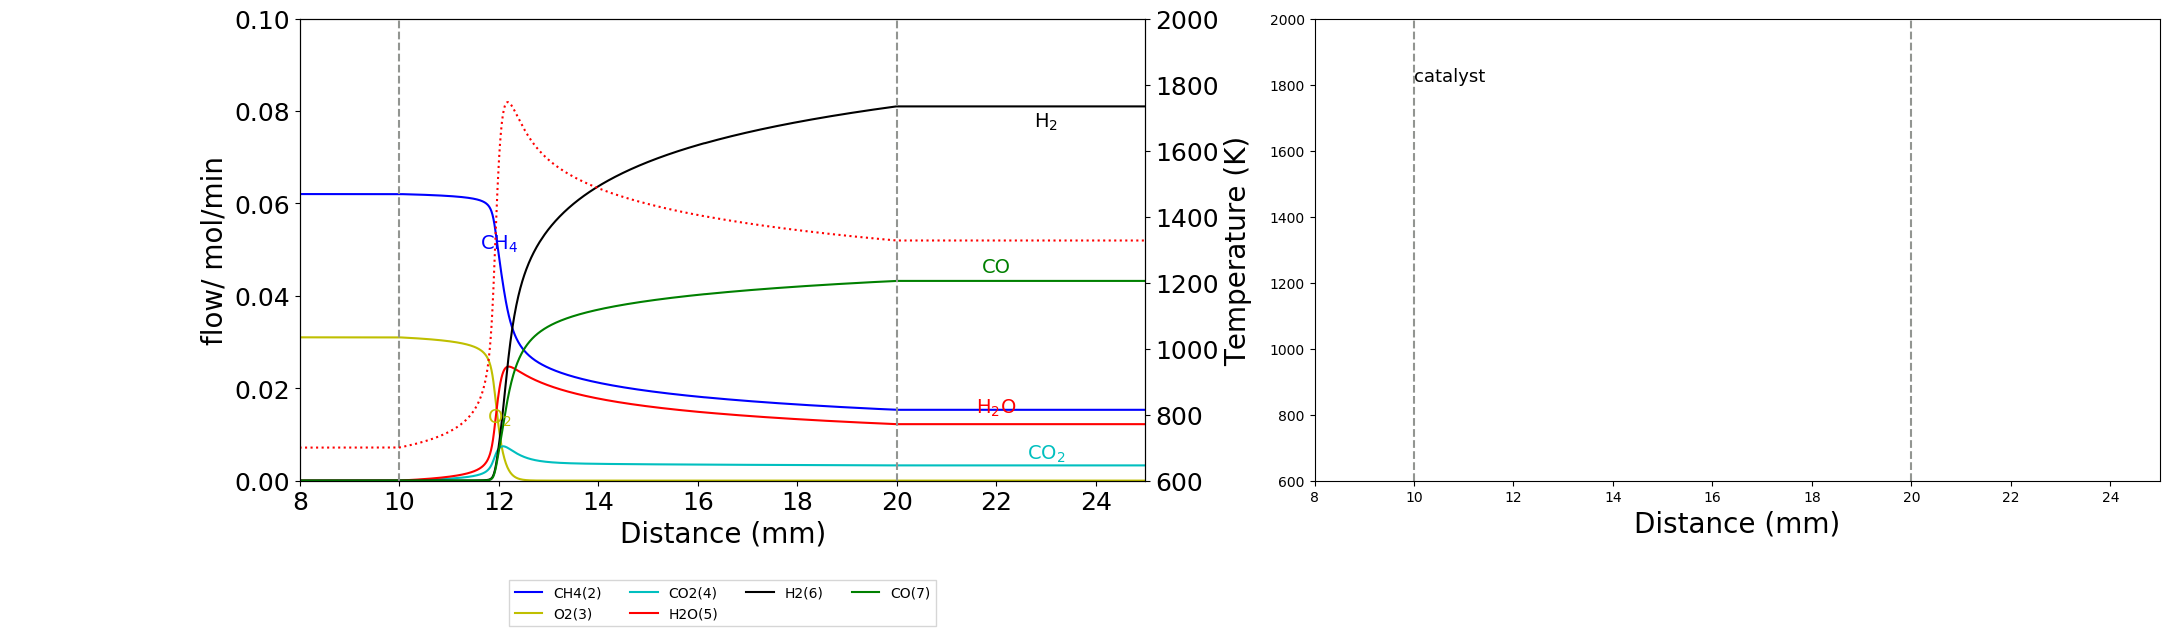 0.10
0.08
0.06
0.04
0.02
0.00
flow/ mol/min
8 10 12 14 16 18 20 22 24
Distance (mm)
2000
1800
1600
1400
1200
1000
800
600
Temperature (K)
CH₄
O₂
H₂
CO
H₂O
CO₂
CH4(2) CO2(4) H2(6) CO(7)
O2(3) H2O(5)
2000
1800
1600
1400
1200
1000
800
600
catalyst
8 10 12 14 16 18 20 22 24
Distance (mm)